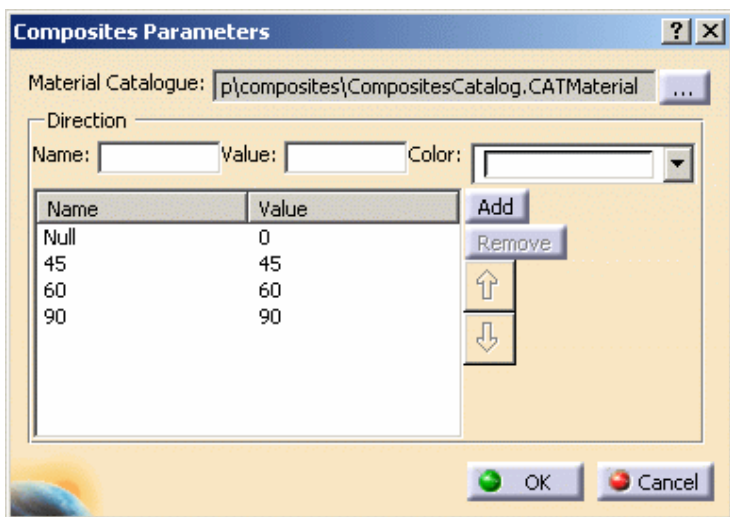 Composites Parameters
Material Catalogue: p\composites\CompositesCatalog.CATMaterial ...
Direction
Name: Value: Color:
Name Value Add
Null 0 Remove
45 45
60 60
90 90
OK Cancel